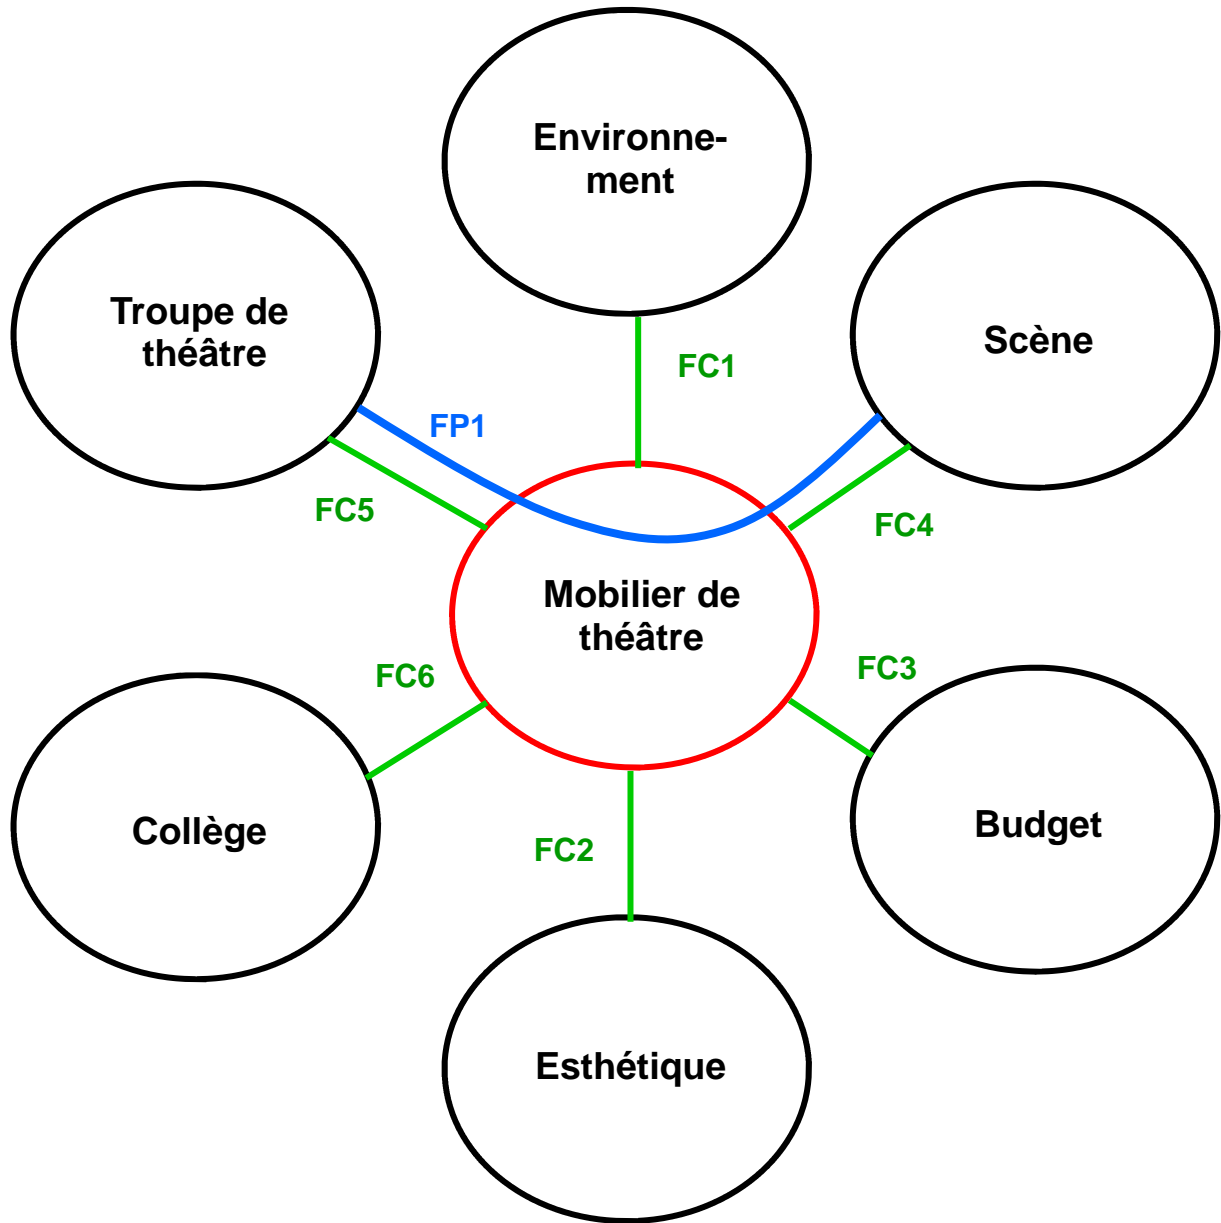 Environne-
ment
Troupe de
théâtre
Scène
FC1
FP1
FC5
FC4
Mobilier de
théâtre
FC6
FC3
Collège
Budget
FC2
Esthétique